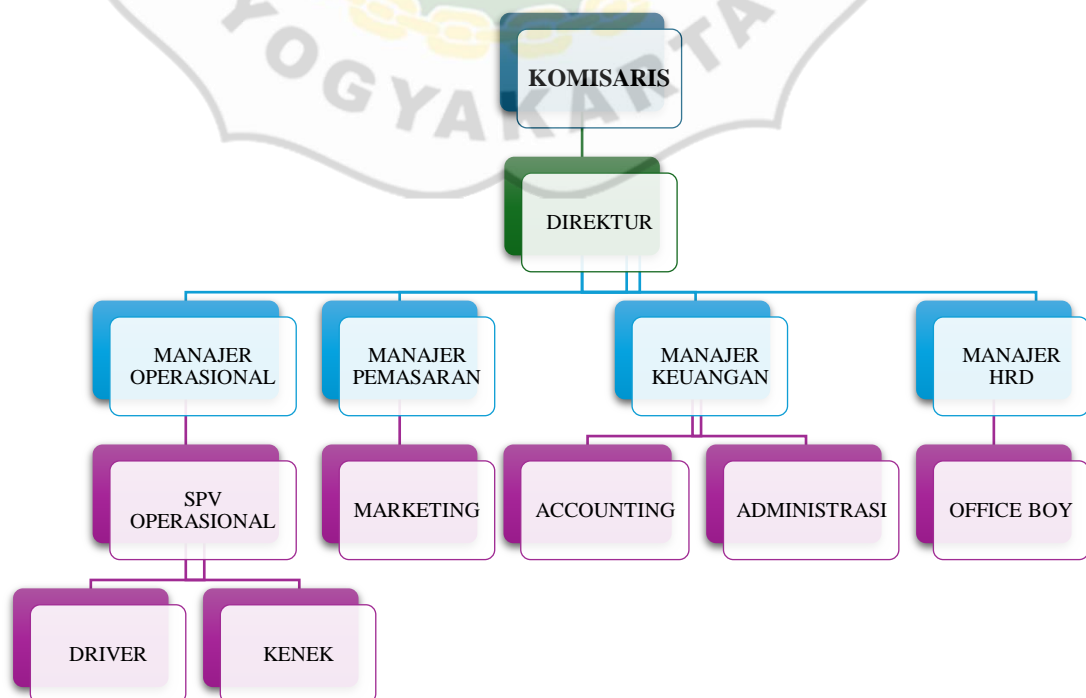 YOGYAKARTA
KOMISARIS
DIREKTUR
MANAJER
OPERASIONAL
MANAJER
PEMASARAN
MANAJER
KEUANGAN
MANAJER
HRD
SPV
OPERASIONAL
MARKETING
ACCOUNTING
ADMINISTRASI
OFFICE BOY
DRIVER
KENEK